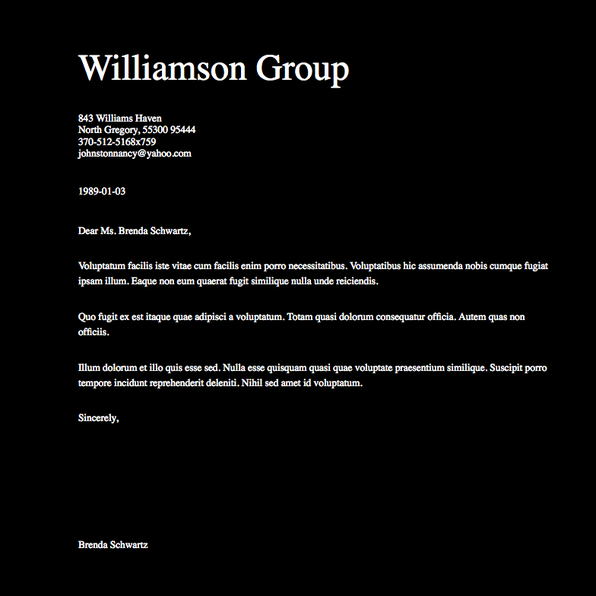 Williamson Group
843 Williams Haven
North Gregory, 55300 95444
370-512-5168x759
johnstonnancy@yahoo.com
1989-01-03
Dear Ms. Brenda Schwartz,
Voluptatum facilis iste vitae cum facilis enim porro necessitatibus. Voluptatibus hic assumenda nobis cumque fugiat
ipsam illum. Eaque non eum quaerat fugit similique nulla unde reiciendis.
Quo fugit ex est itaque quae adipisci a voluptatum. Totam quasi dolorum consequatur officia. Autem quas non
officiis.
Illum dolorum et illo quis esse sed. Nulla esse quisquam quasi quae voluptate praesentium similique. Suscipit porro
tempore incidunt reprehenderit deleniti. Nihil sed amet id voluptatum.
Sincerely,
Brenda Schwartz